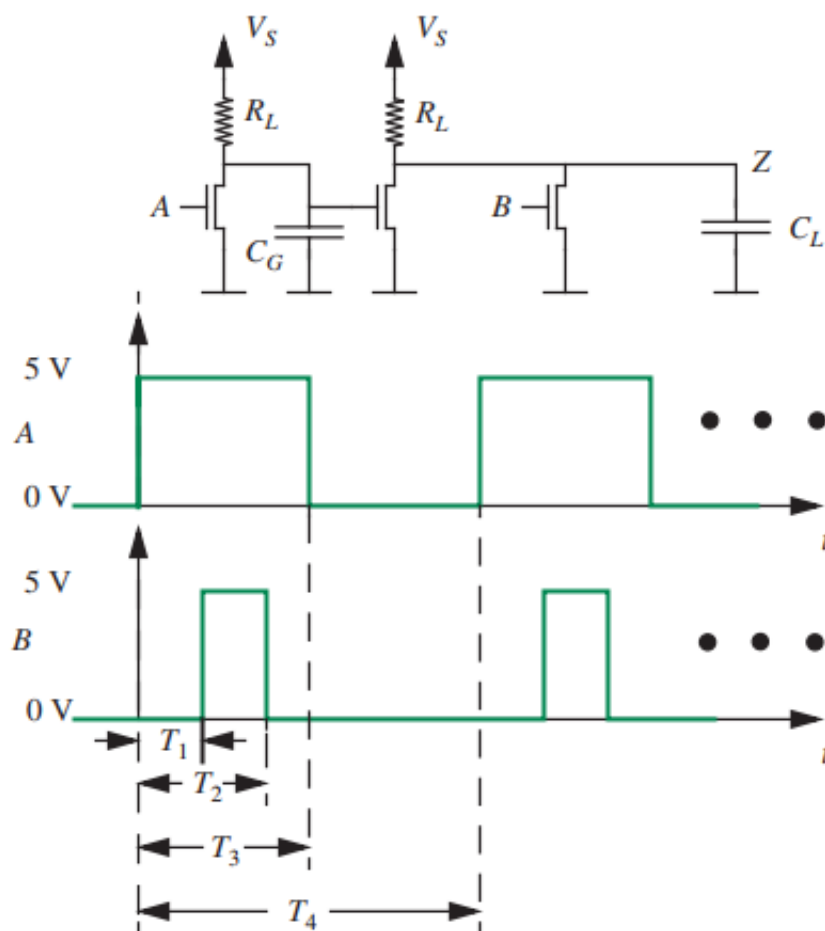 V_S V_S
R_L R_L
A B Z
C_G C_L
5 V
A
0 V
t
5 V
B
0 V
t
T_1
T_2
T_3
T_4